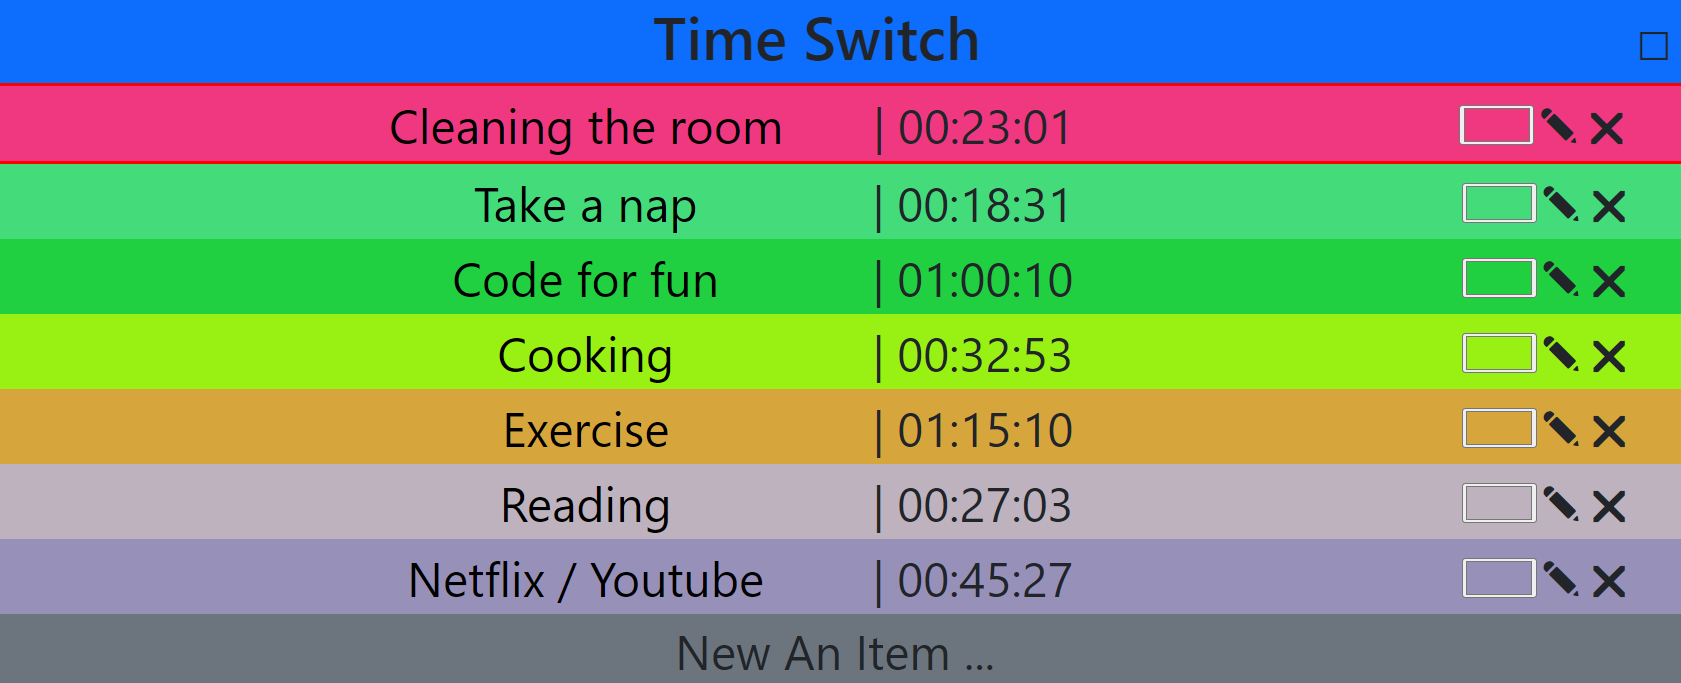 Time Switch
Cleaning the room | 00:23:01
Take a nap | 00:18:31
Code for fun | 01:00:10
Cooking | 00:32:53
Exercise | 01:15:10
Reading | 00:27:03
Netflix / Youtube | 00:45:27
New An Item ...